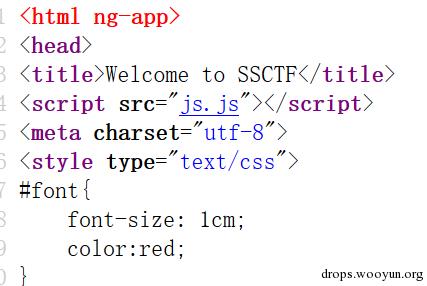 1 <html ng-app>
2 <head>
3 <title>Welcome to SSCTF</title>
4 <script src="js.js"></script>
5 <meta charset="utf-8">
6 <style type="text/css">
7 #font{
8 font-size: 1cm;
9 color:red;
0 }
drops.wooyun.org